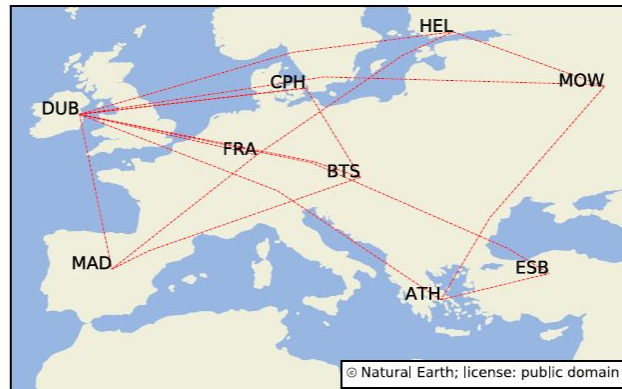 HEL
MOW
CPH
DUB
FRA
BTS
MAD
ESB
ATH
© Natural Earth; license: public domain